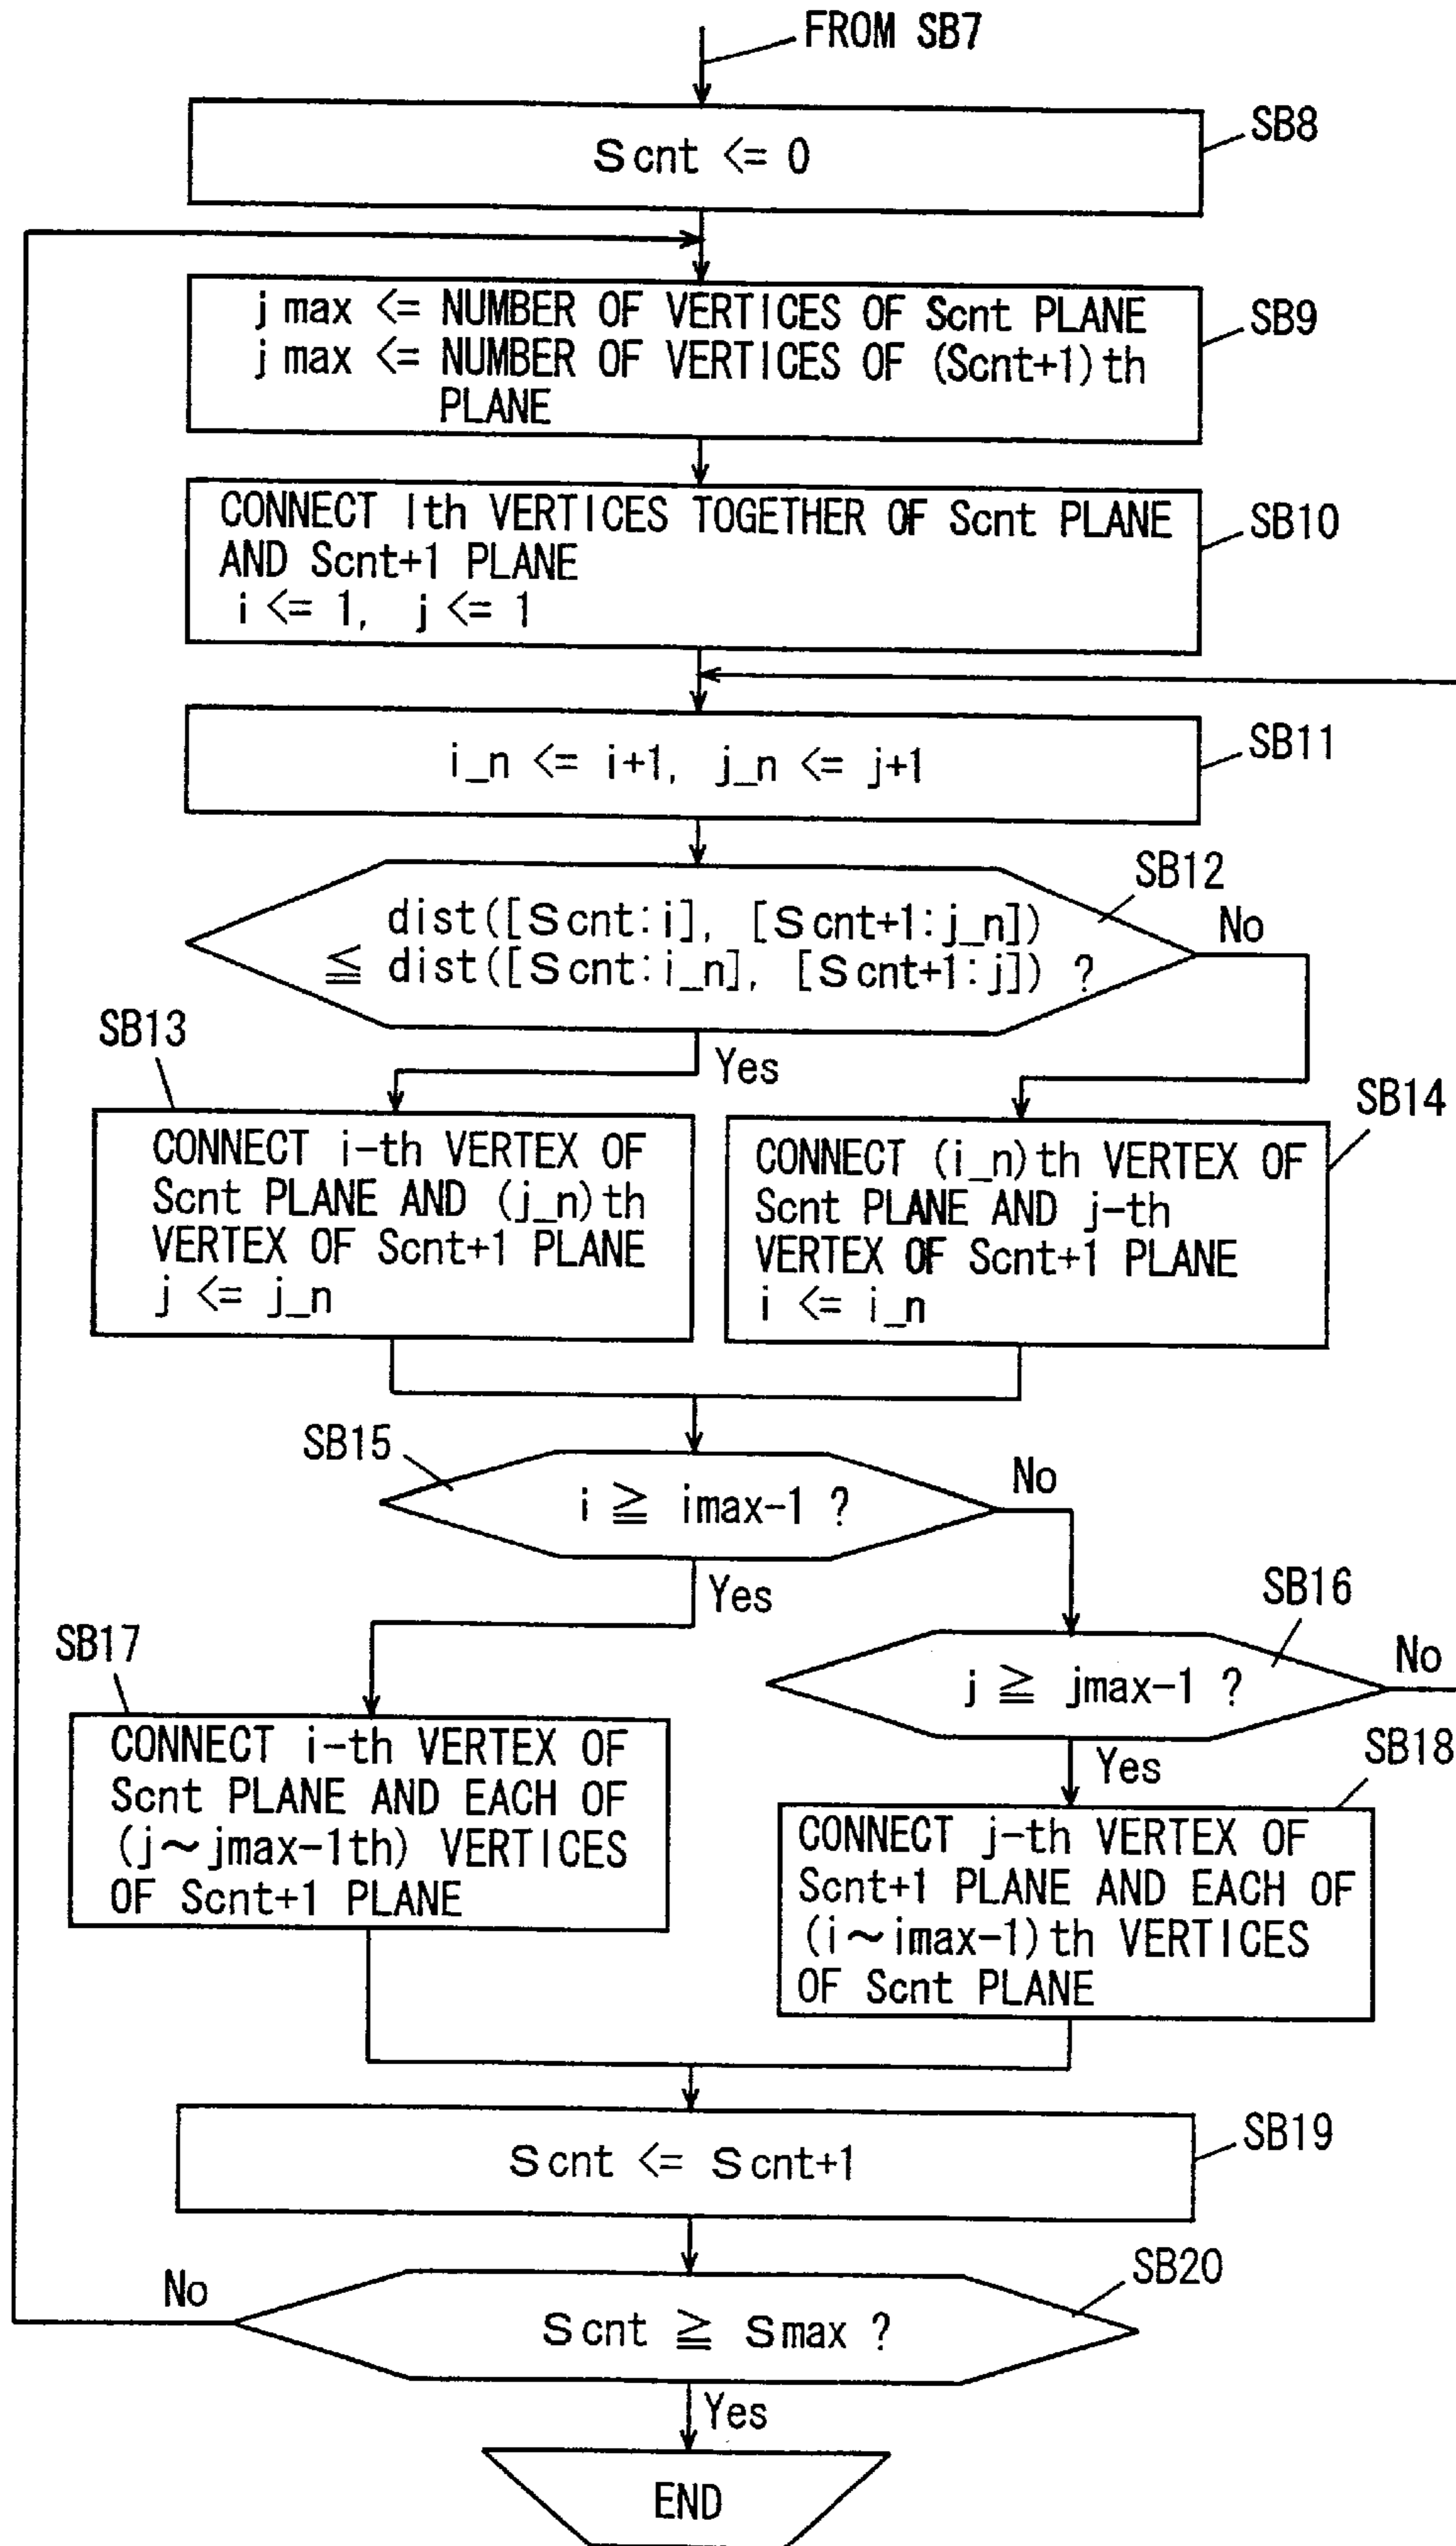 FROM SB7
SB8
Scnt <= 0
SB9
jmax <= NUMBER OF VERTICES OF Scnt PLANE
jmax <= NUMBER OF VERTICES OF (Scnt+1)th
PLANE
SB10
CONNECT 1th VERTICES TOGETHER OF Scnt PLANE
AND Scnt+1 PLANE
i <= 1, j <= 1
SB11
i_n <= i+1, j_n <= j+1
SB12
dist([Scnt:i], [Scnt+1:j_n])
≦ dist([Scnt:i_n], [Scnt+1:j]) ?
No
Yes
SB13
CONNECT i-th VERTEX OF
Scnt PLANE AND (j_n)th
VERTEX OF Scnt+1 PLANE
j <= j_n
SB14
CONNECT (i_n)th VERTEX OF
Scnt PLANE AND j-th
VERTEX OF Scnt+1 PLANE
i <= i_n
SB15
i ≧ imax-1 ?
No
Yes
SB16
j ≧ jmax-1 ?
No
Yes
SB17
CONNECT i-th VERTEX OF
Scnt PLANE AND EACH OF
(j~jmax-1th) VERTICES
OF Scnt+1 PLANE
SB18
CONNECT j-th VERTEX OF
Scnt+1 PLANE AND EACH OF
(i~imax-1)th VERTICES
OF Scnt PLANE
SB19
Scnt <= Scnt+1
SB20
Scnt ≧ Smax ?
No
Yes
END